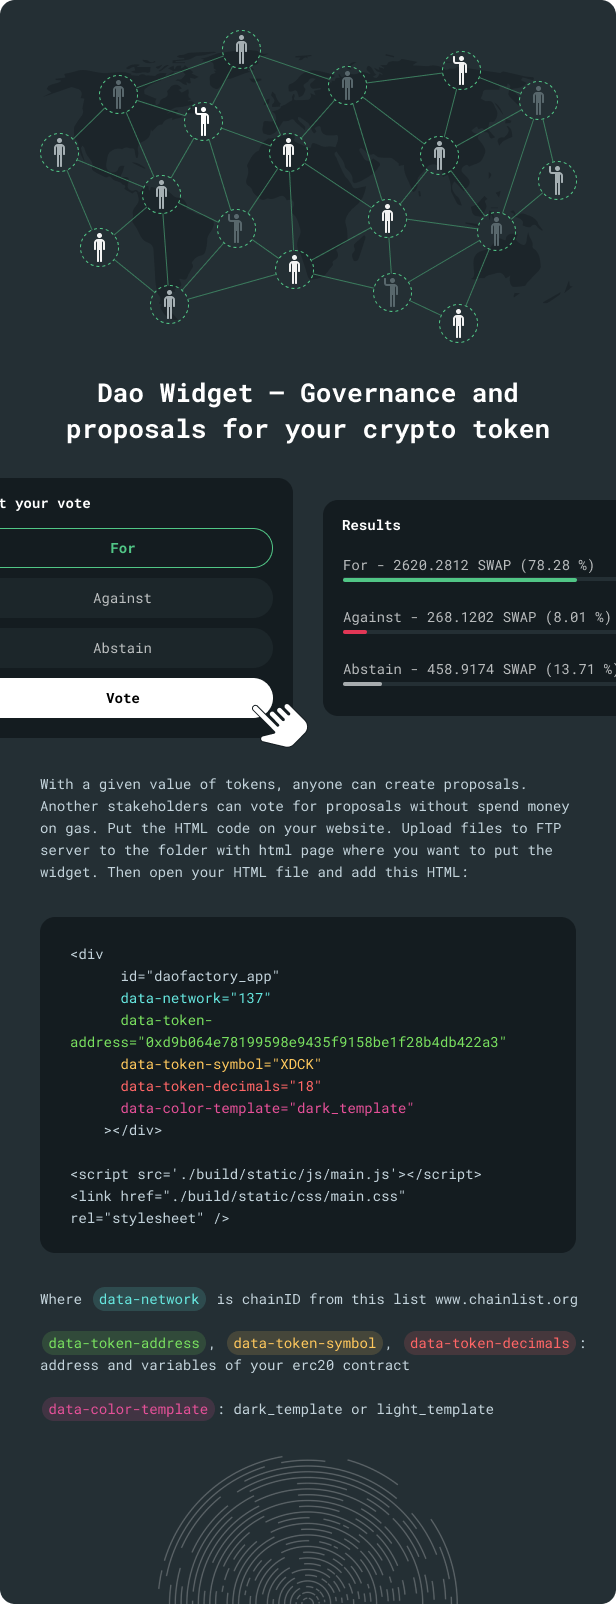 Dao Widget — Governance and
proposals for your crypto token
t your vote
For
Against
Abstain
Vote
Results
For - 2620.2812 SWAP (78.28 %)
Against - 268.1202 SWAP (8.01 %)
Abstain - 458.9174 SWAP (13.71 %)
With a given value of tokens, anyone can create proposals.
Another stakeholders can vote for proposals without spend money
on gas. Put the HTML code on your website. Upload files to FTP
server to the folder with html page where you want to put the
widget. Then open your HTML file and add this HTML:
<div
id="daofactory_app"
data-network="137"
data-token-
address="0xd9b064e78199598e9435f9158be1f28b4db422a3"
data-token-symbol="XDCK"
data-token-decimals="18"
data-color-template="dark_template"
></div>
<script src='./build/static/js/main.js'></script>
<link href="./build/static/css/main.css"
rel="stylesheet" />
Where data-network is chainID from this list www.chainlist.org
data-token-address, data-token-symbol, data-token-decimals:
address and variables of your erc20 contract
data-color-template: dark_template or light_template